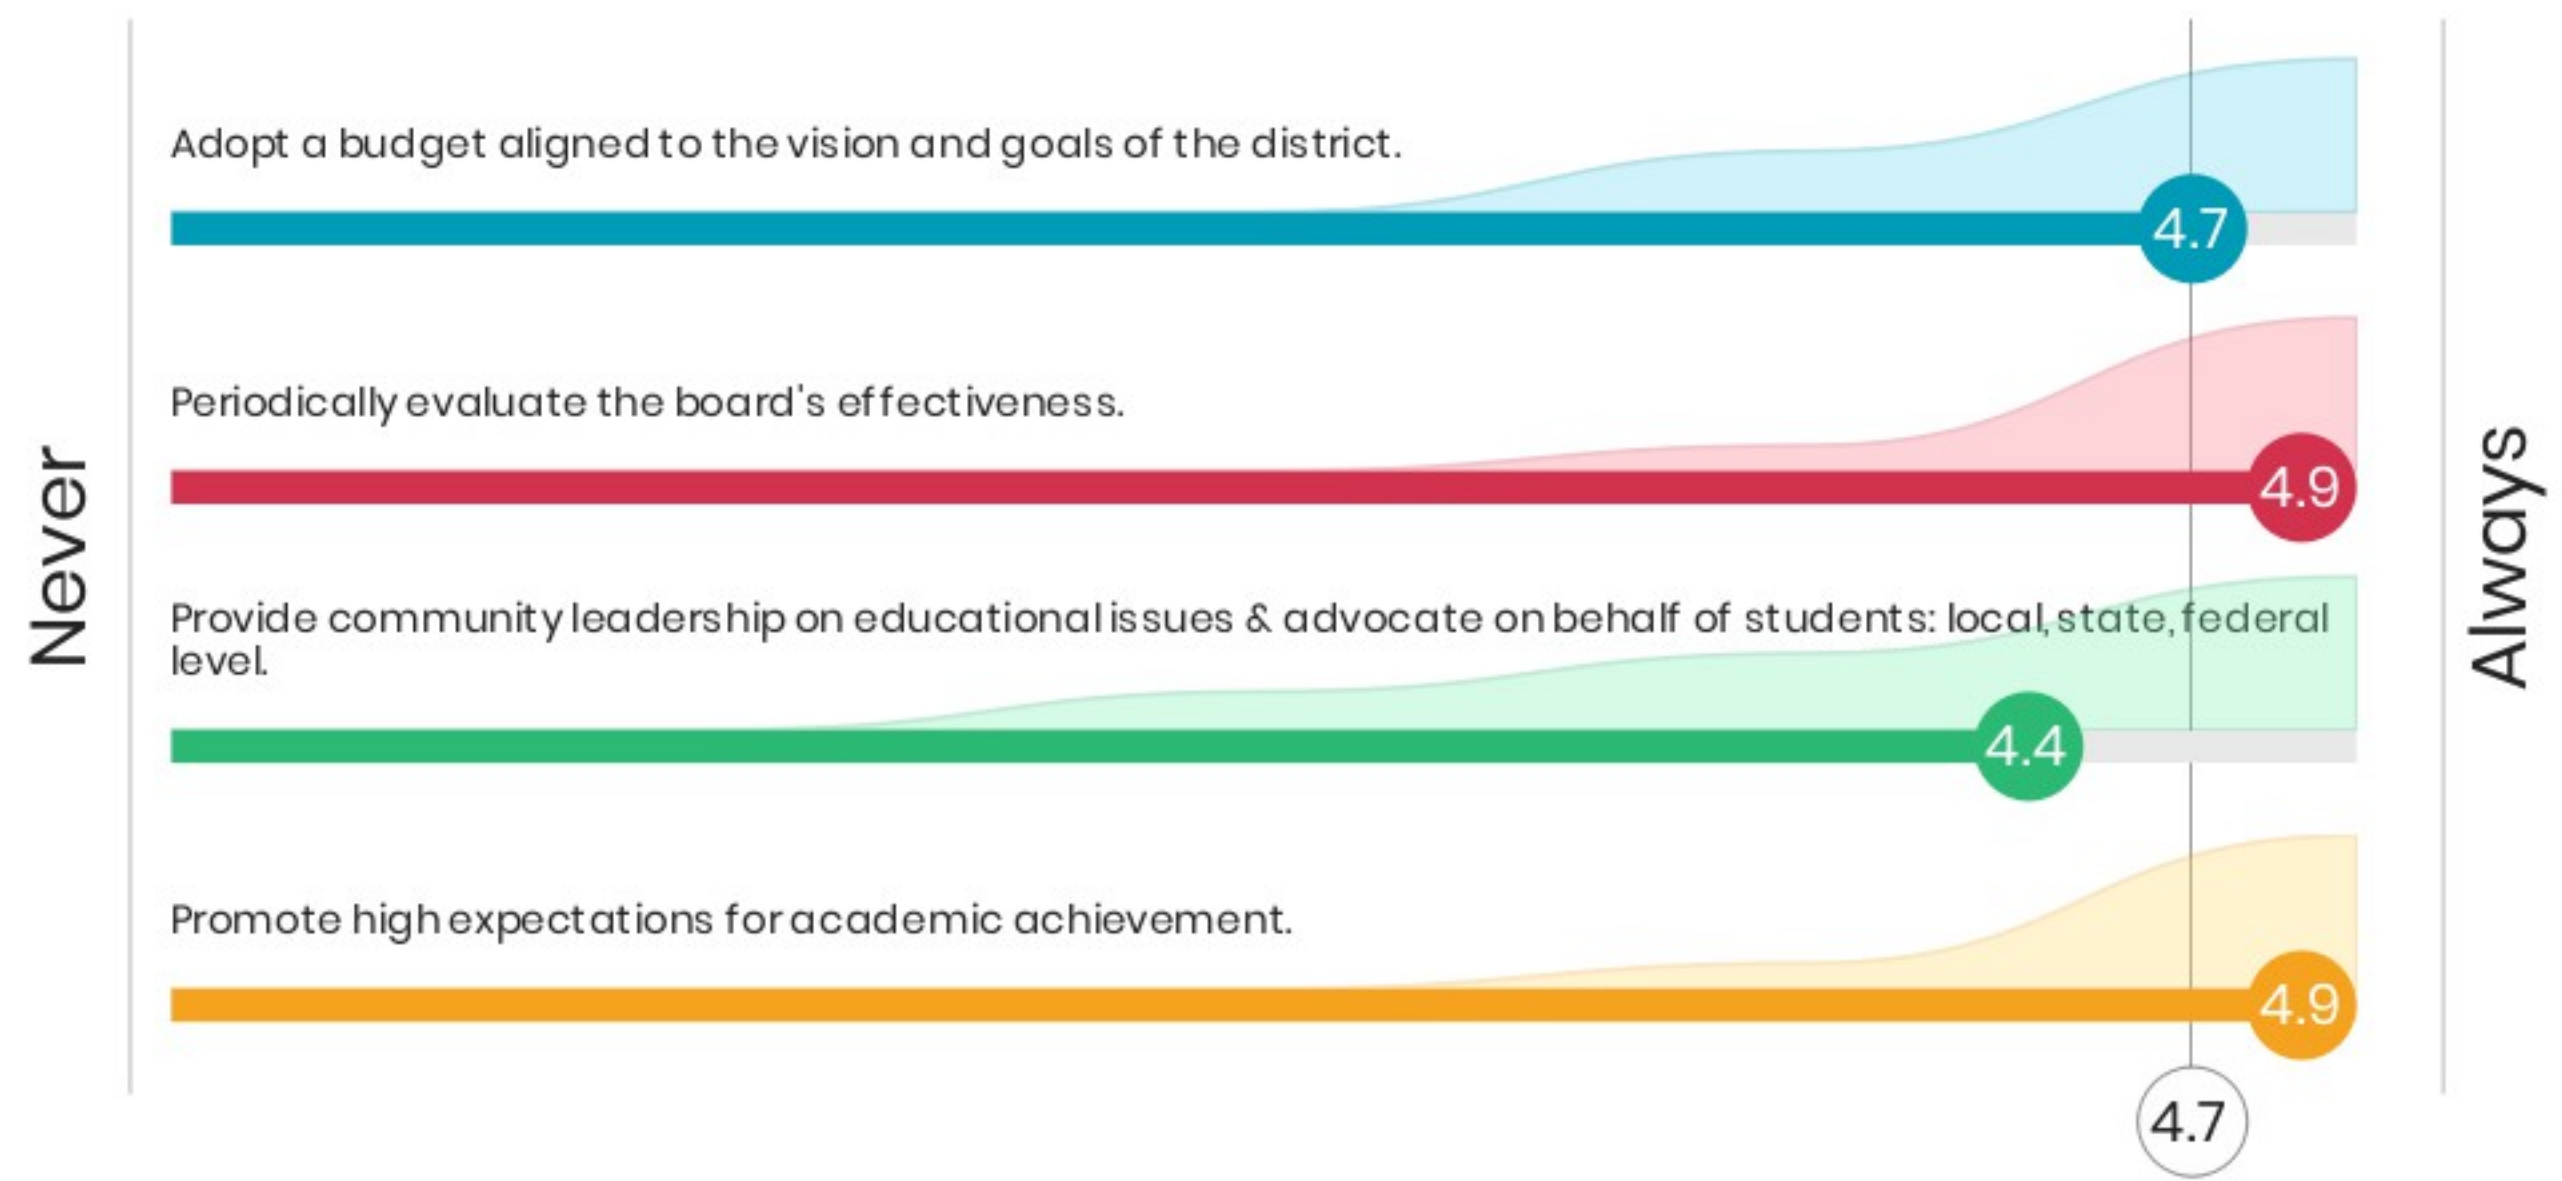 Never
Adopt a budget aligned to the vision and goals of the district.
4.7
Periodically evaluate the board's effectiveness.
4.9
Provide community leadership on educational issues & advocate on behalf of students: local, state, federal
level.
4.4
Promote high expectations for academic achievement.
4.9
4.7
Always